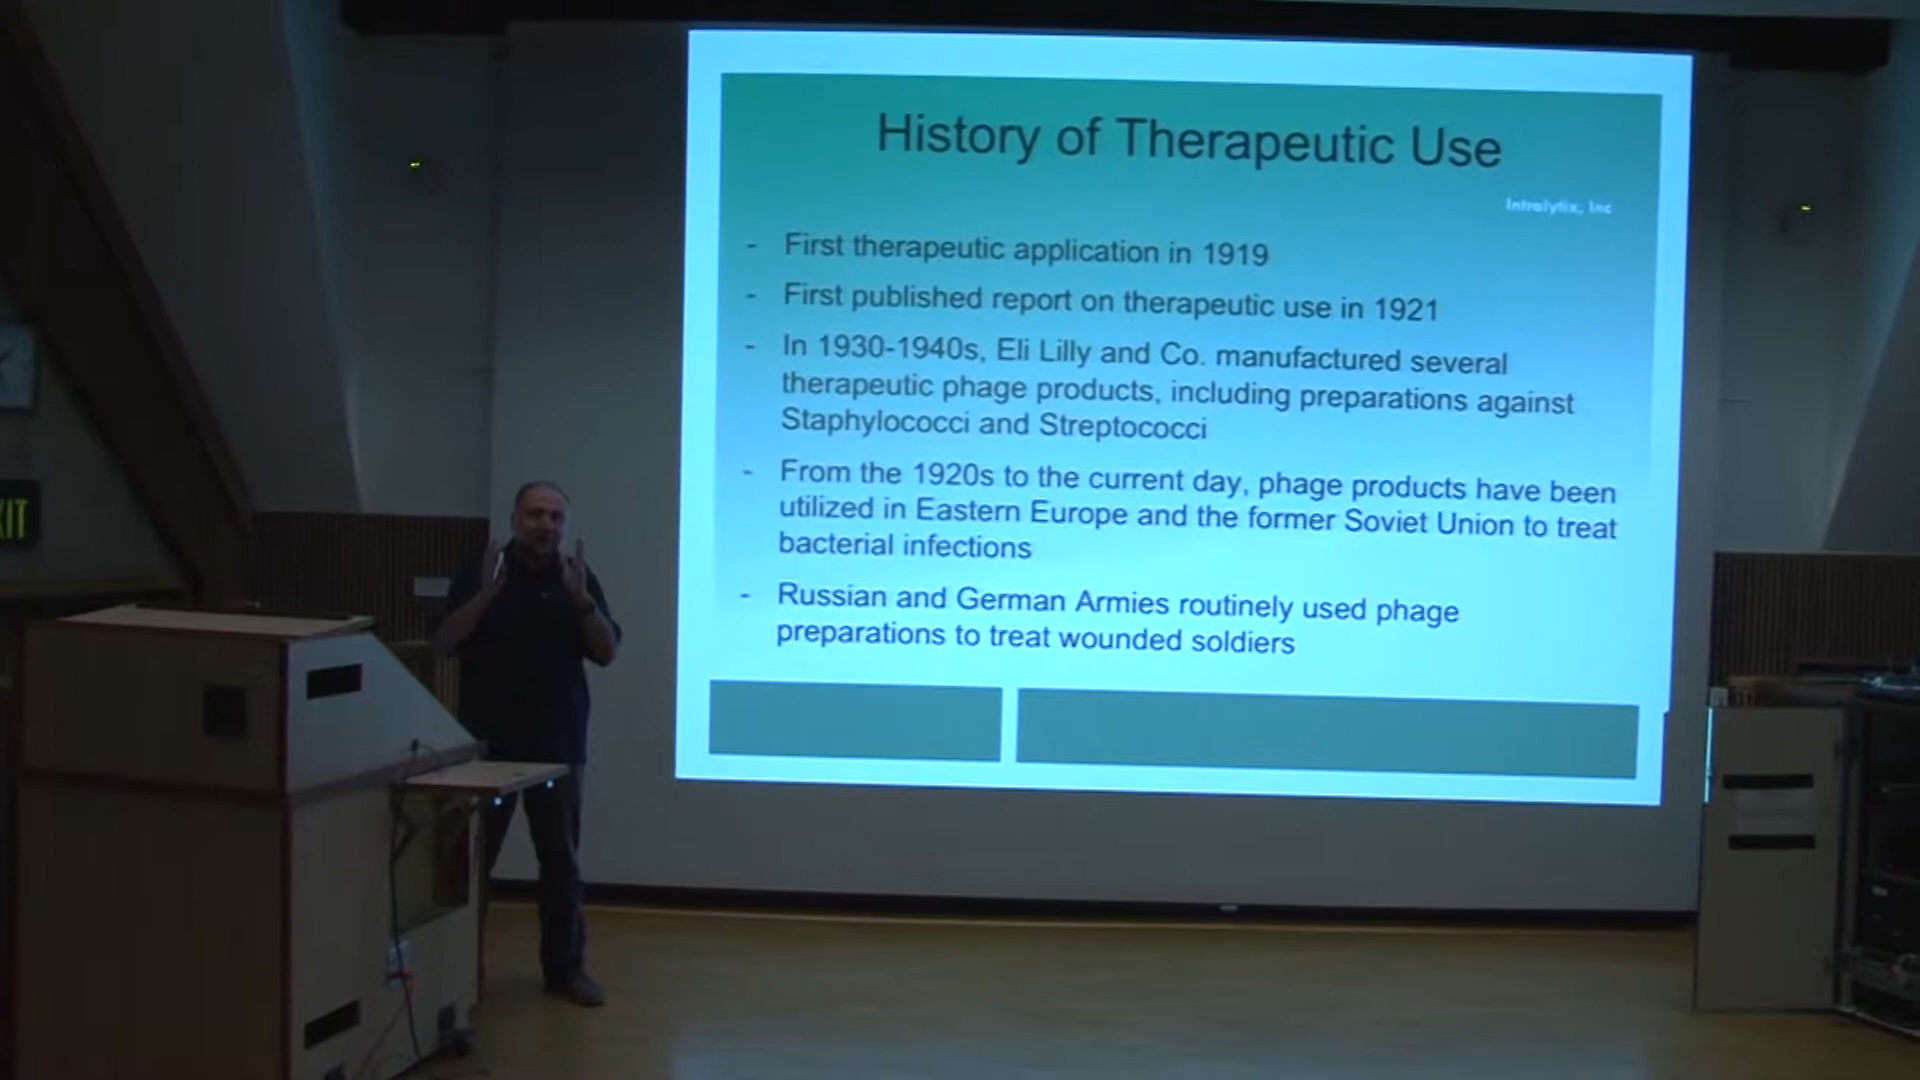 History of Therapeutic Use
Intralytix, Inc
- First therapeutic application in 1919
- First published report on therapeutic use in 1921
- In 1930-1940s, Eli Lilly and Co. manufactured several
therapeutic phage products, including preparations against
Staphylococci and Streptococci
- From the 1920s to the current day, phage products have been
utilized in Eastern Europe and the former Soviet Union to treat
bacterial infections
- Russian and German Armies routinely used phage
preparations to treat wounded soldiers
XIT